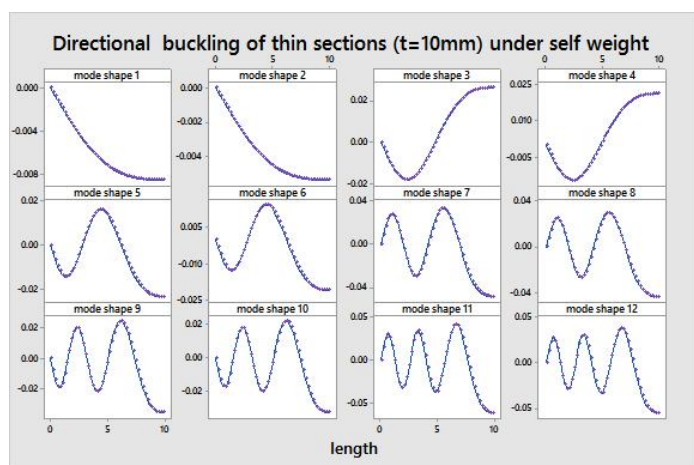 Directional buckling of thin sections (t=10mm) under self weight
0 10 0 10
mode shape 1 mode shape 2 mode shape 3 mode shape 4
0.000 0.000 0.02 0.025
-0.004 -0.002 0.00 0.010
-0.008 -0.004 -0.02 -0.005
mode shape 5 mode shape 6 mode shape 7 mode shape 8
0.02 0.005 0.04 0.04
0.00 -0.010 0.00 0.00
-0.02 -0.025 -0.04 -0.04
mode shape 9 mode shape 10 mode shape 11 mode shape 12
0.02 0.02 0.05 0.05
0.00 0.00 0.00 0.00
-0.02 -0.02 -0.05 -0.05
0 5 10 0 5 10
length